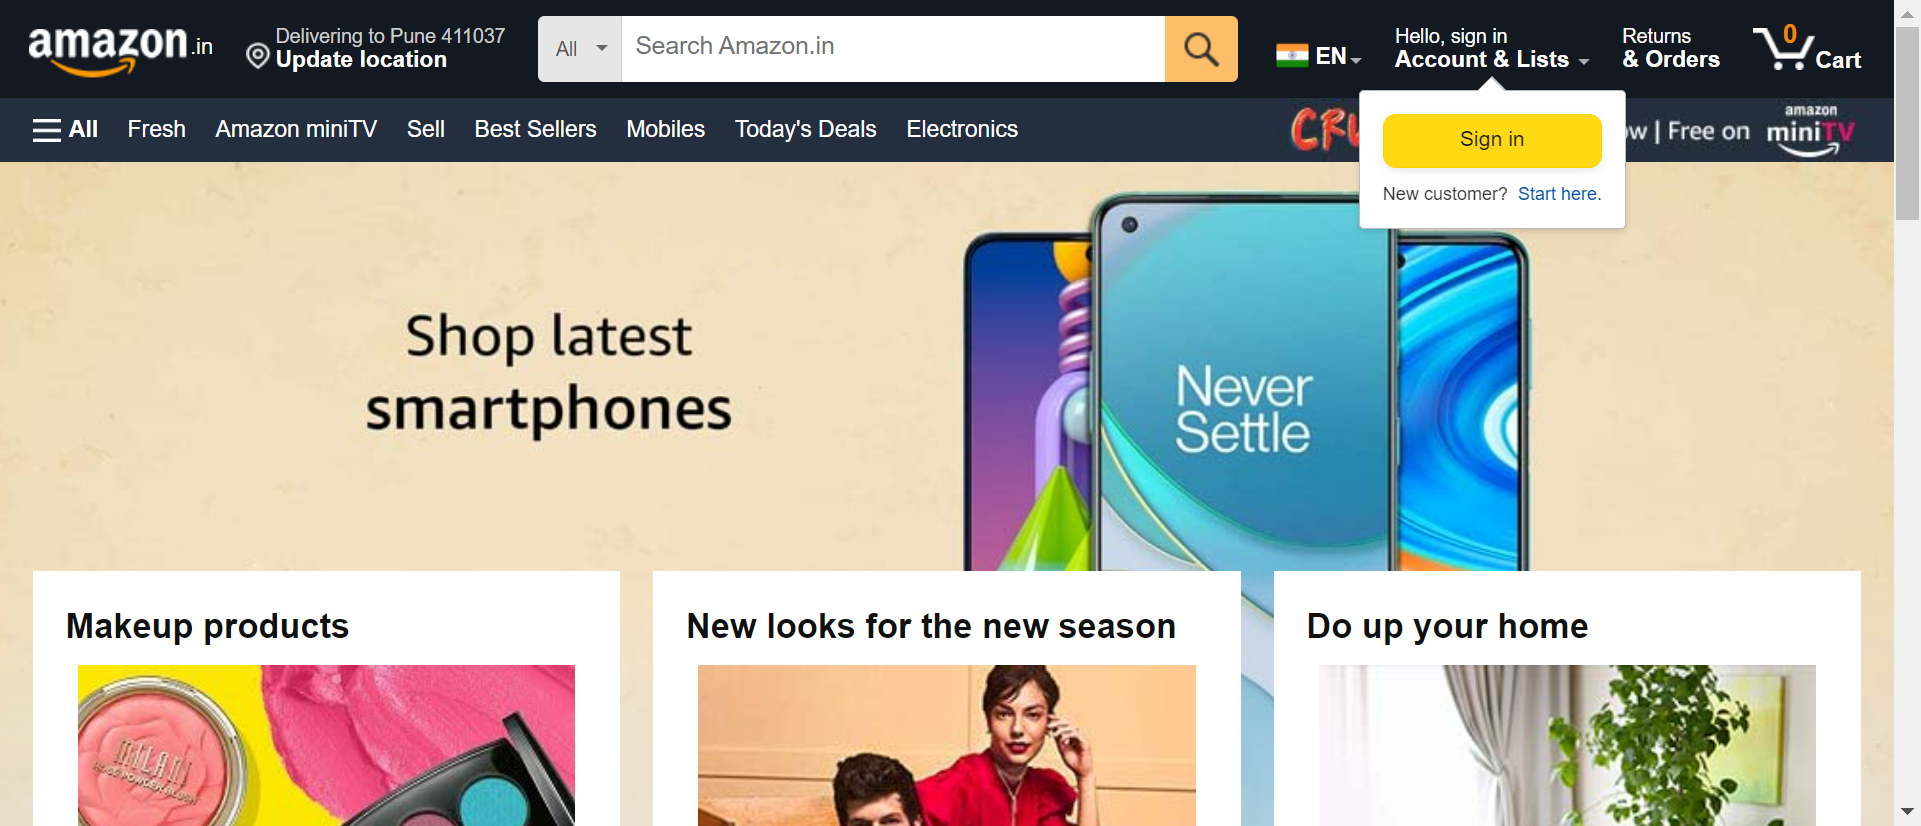 amazon.in
Delivering to Pune 411037
Update location
All
Search Amazon.in
EN
Hello, sign in
Account & Lists
Returns
& Orders
0
Cart
All
Fresh
Amazon miniTV
Sell
Best Sellers
Mobiles
Today's Deals
Electronics
Free on
amazon
miniTV
Sign in
New customer? Start here.
Shop latest
smartphones
Never
Settle
Makeup products
New looks for the new season
Do up your home
MILANI
ROSE POWDER BLUSH